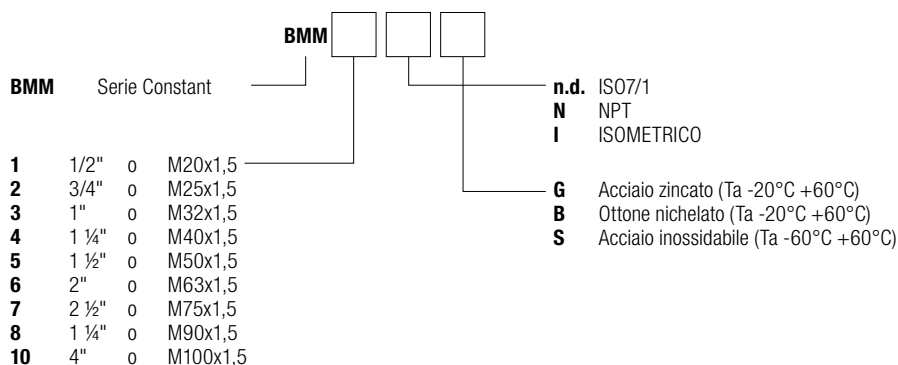 BMM
BMM Serie Constant
n.d. ISO7/1
N NPT
I ISOMETRICO
1 1/2" o M20x1,5
2 3/4" o M25x1,5
3 1" o M32x1,5
4 1 ¼" o M40x1,5
5 1 ½" o M50x1,5
6 2" o M63x1,5
7 2 ½" o M75x1,5
8 1 ¼" o M90x1,5
10 4" o M100x1,5
G Acciaio zincato (Ta -20°C +60°C)
B Ottone nichelato (Ta -20°C +60°C)
S Acciaio inossidabile (Ta -60°C +60°C)